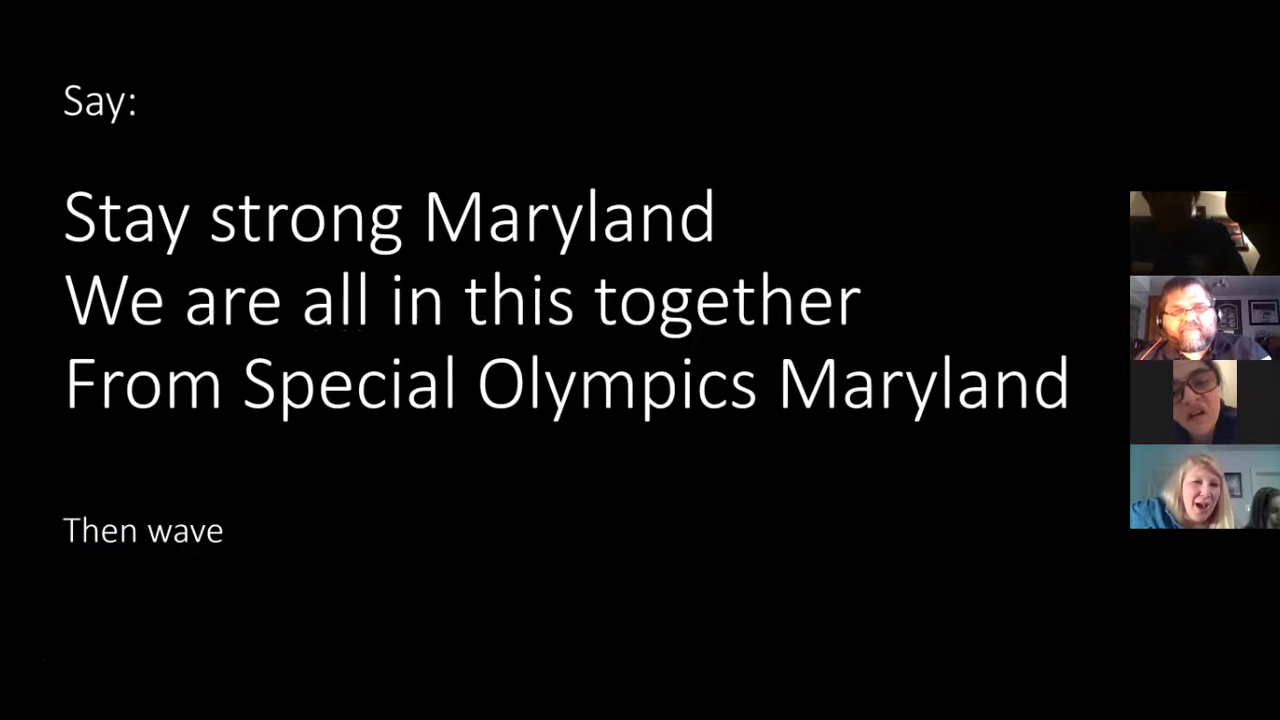 Say:
Stay strong Maryland
We are all in this together
From Special Olympics Maryland
Then wave